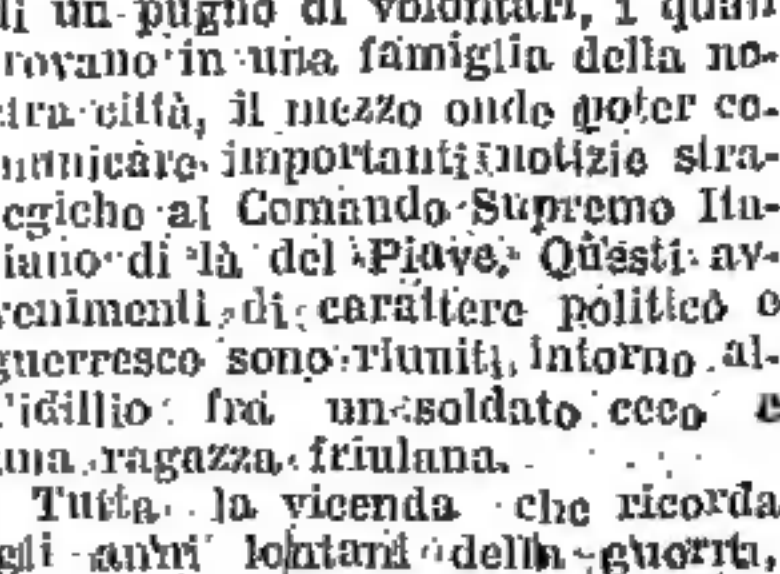 di un pugno di volontari, i quali
rovano in una famiglia della no-
stra città, il mezzo onde poter co-
municare importanti notizie stra-
egiche al Comando Supremo Ita-
iano di là del Piave. Questi av-
venimenti di carattere politico e
guerresco sono riuniti intorno al-
l'idillio fra un soldato ceco e
una ragazza friulana.
Tutta la vicenda che ricorda
gli anni lontani della guerra,